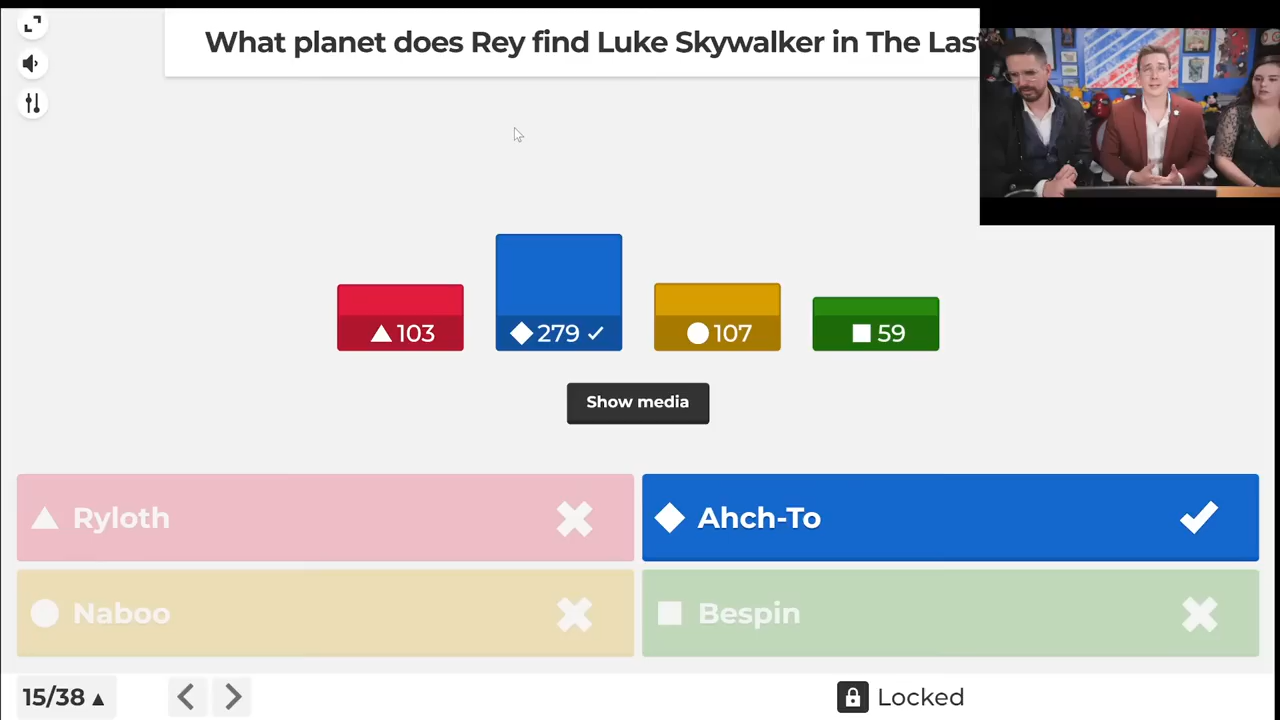 What planet does Rey find Luke Skywalker in The Las
103
279
107
59
Show media
Ryloth
Ahch-To
Naboo
Bespin
15/38
Locked